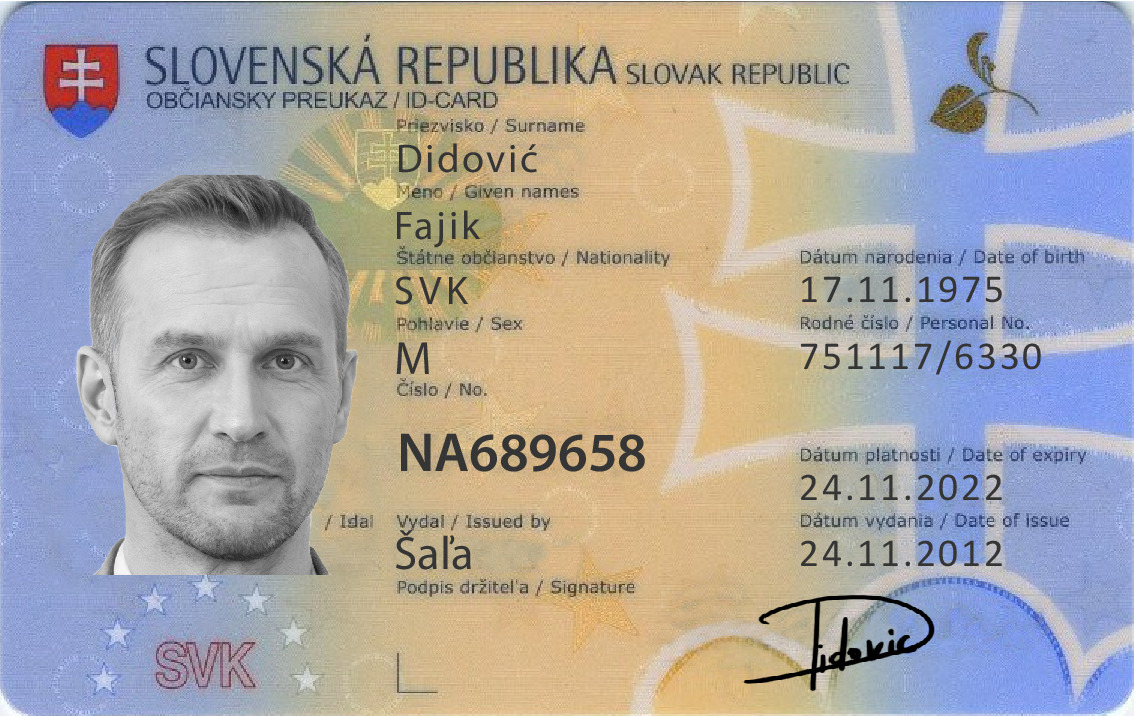 SLOVENSKÁ REPUBLIKA SLOVAK REPUBLIC
OBČIANSKY PREUKAZ / ID-CARD
Priezvisko / Surname
Didović
Meno / Given names
Fajik
Štátne občianstvo / Nationality
SVK
Dátum narodenia / Date of birth
17.11.1975
Pohlavie / Sex
M
Rodné číslo / Personal No.
751117/6330
Číslo / No.
NA689658
Dátum platnosti / Date of expiry
24.11.2022
/ Isdal Vydal / Issued by
Šaľa
Dátum vydania / Date of issue
24.11.2012
Podpis držiteľa / Signature
Didovic
SVK